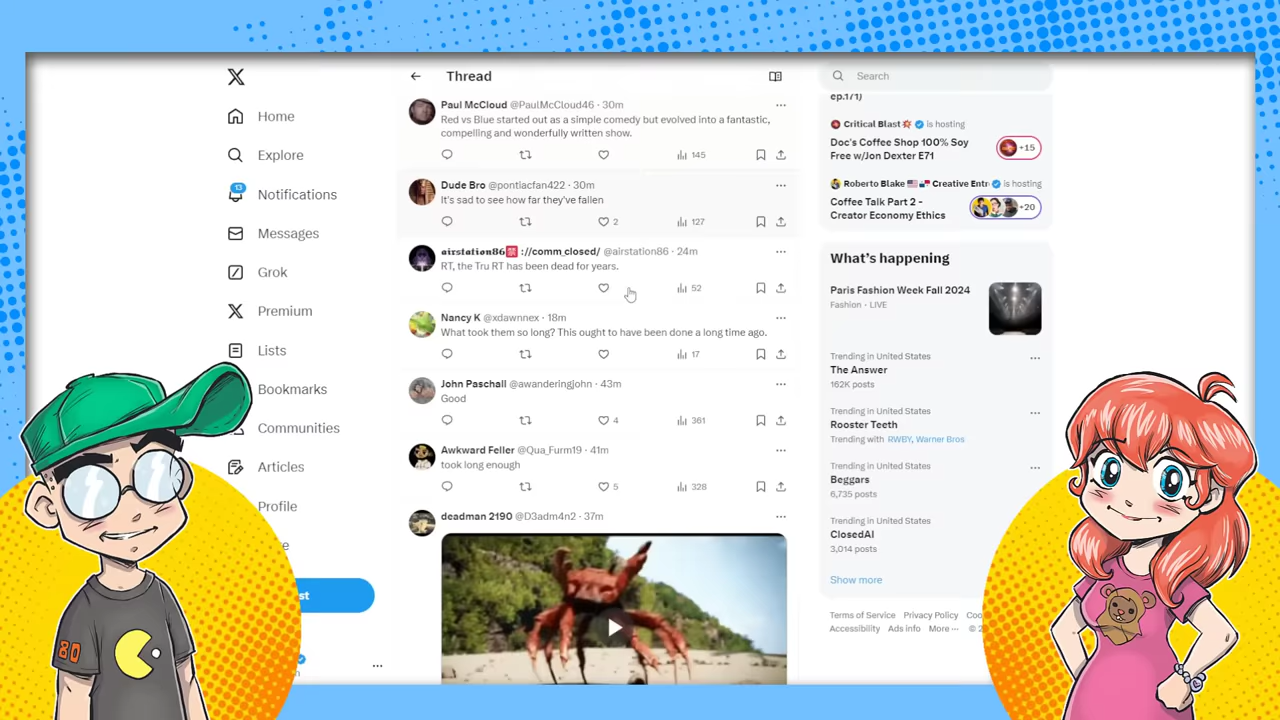 Home
Explore
13
Notifications
Messages
Grok
Premium
Lists
Bookmarks
Communities
Articles
Profile
80
Thread
Paul McCloud @PaulMcCloud46 · 30m
Red vs Blue started out as a simple comedy but evolved into a fantastic,
compelling and wonderfully written show.
145
Dude Bro @pontiacfan422 · 30m
It's sad to see how far they've fallen
2 127
airstation86 ://comm_closed/ @airstation86 · 24m
RT, the Tru RT has been dead for years.
52
Nancy K @xdawnnex · 18m
What took them so long? This ought to have been done a long time ago.
17
John Paschall @awanderingjohn · 43m
Good
4 361
Awkward Feller @Qua_Furm19 · 41m
took long enough
5 328
deadman 2190 @D3adm4n2 · 37m
Search
ep.171)
Critical Blast is hosting
Doc's Coffee Shop 100% Soy
Free w/Jon Dexter E71
+15
Roberto Blake Creative Entr is hosting
Coffee Talk Part 2 -
Creator Economy Ethics
+20
What's happening
Paris Fashion Week Fall 2024
Fashion · LIVE
Trending in United States
The Answer
162K posts
Trending in United States
Rooster Teeth
Trending with RWBY, Warner Bros
Trending in United States
Beggars
6,735 posts
Trending in United States
ClosedAI
3,014 posts
Show more
Terms of Service Privacy Policy Coo
Accessibility Ads info More ··· © 2